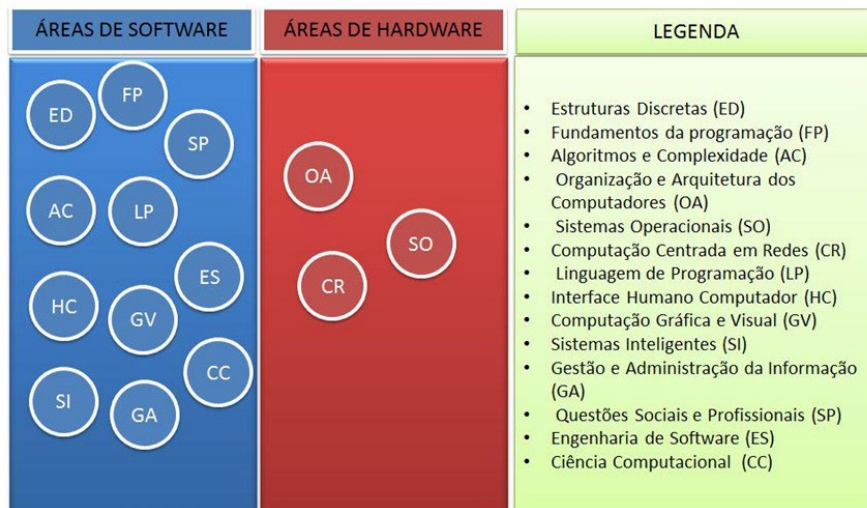 ÁREAS DE SOFTWARE
ED
FP
SP
AC
LP
HC
GV
ES
SI
GA
CC
ÁREAS DE HARDWARE
OA
SO
CR
LEGENDA
• Estruturas Discretas (ED)
• Fundamentos da programação (FP)
• Algoritmos e Complexidade (AC)
• Organização e Arquitetura dos
Computadores (OA)
• Sistemas Operacionais (SO)
• Computação Centrada em Redes (CR)
• Linguagem de Programação (LP)
• Interface Humano Computador (HC)
• Computação Gráfica e Visual (GV)
• Sistemas Inteligentes (SI)
• Gestão e Administração da Informação
(GA)
• Questões Sociais e Profissionais (SP)
• Engenharia de Software (ES)
• Ciência Computacional (CC)